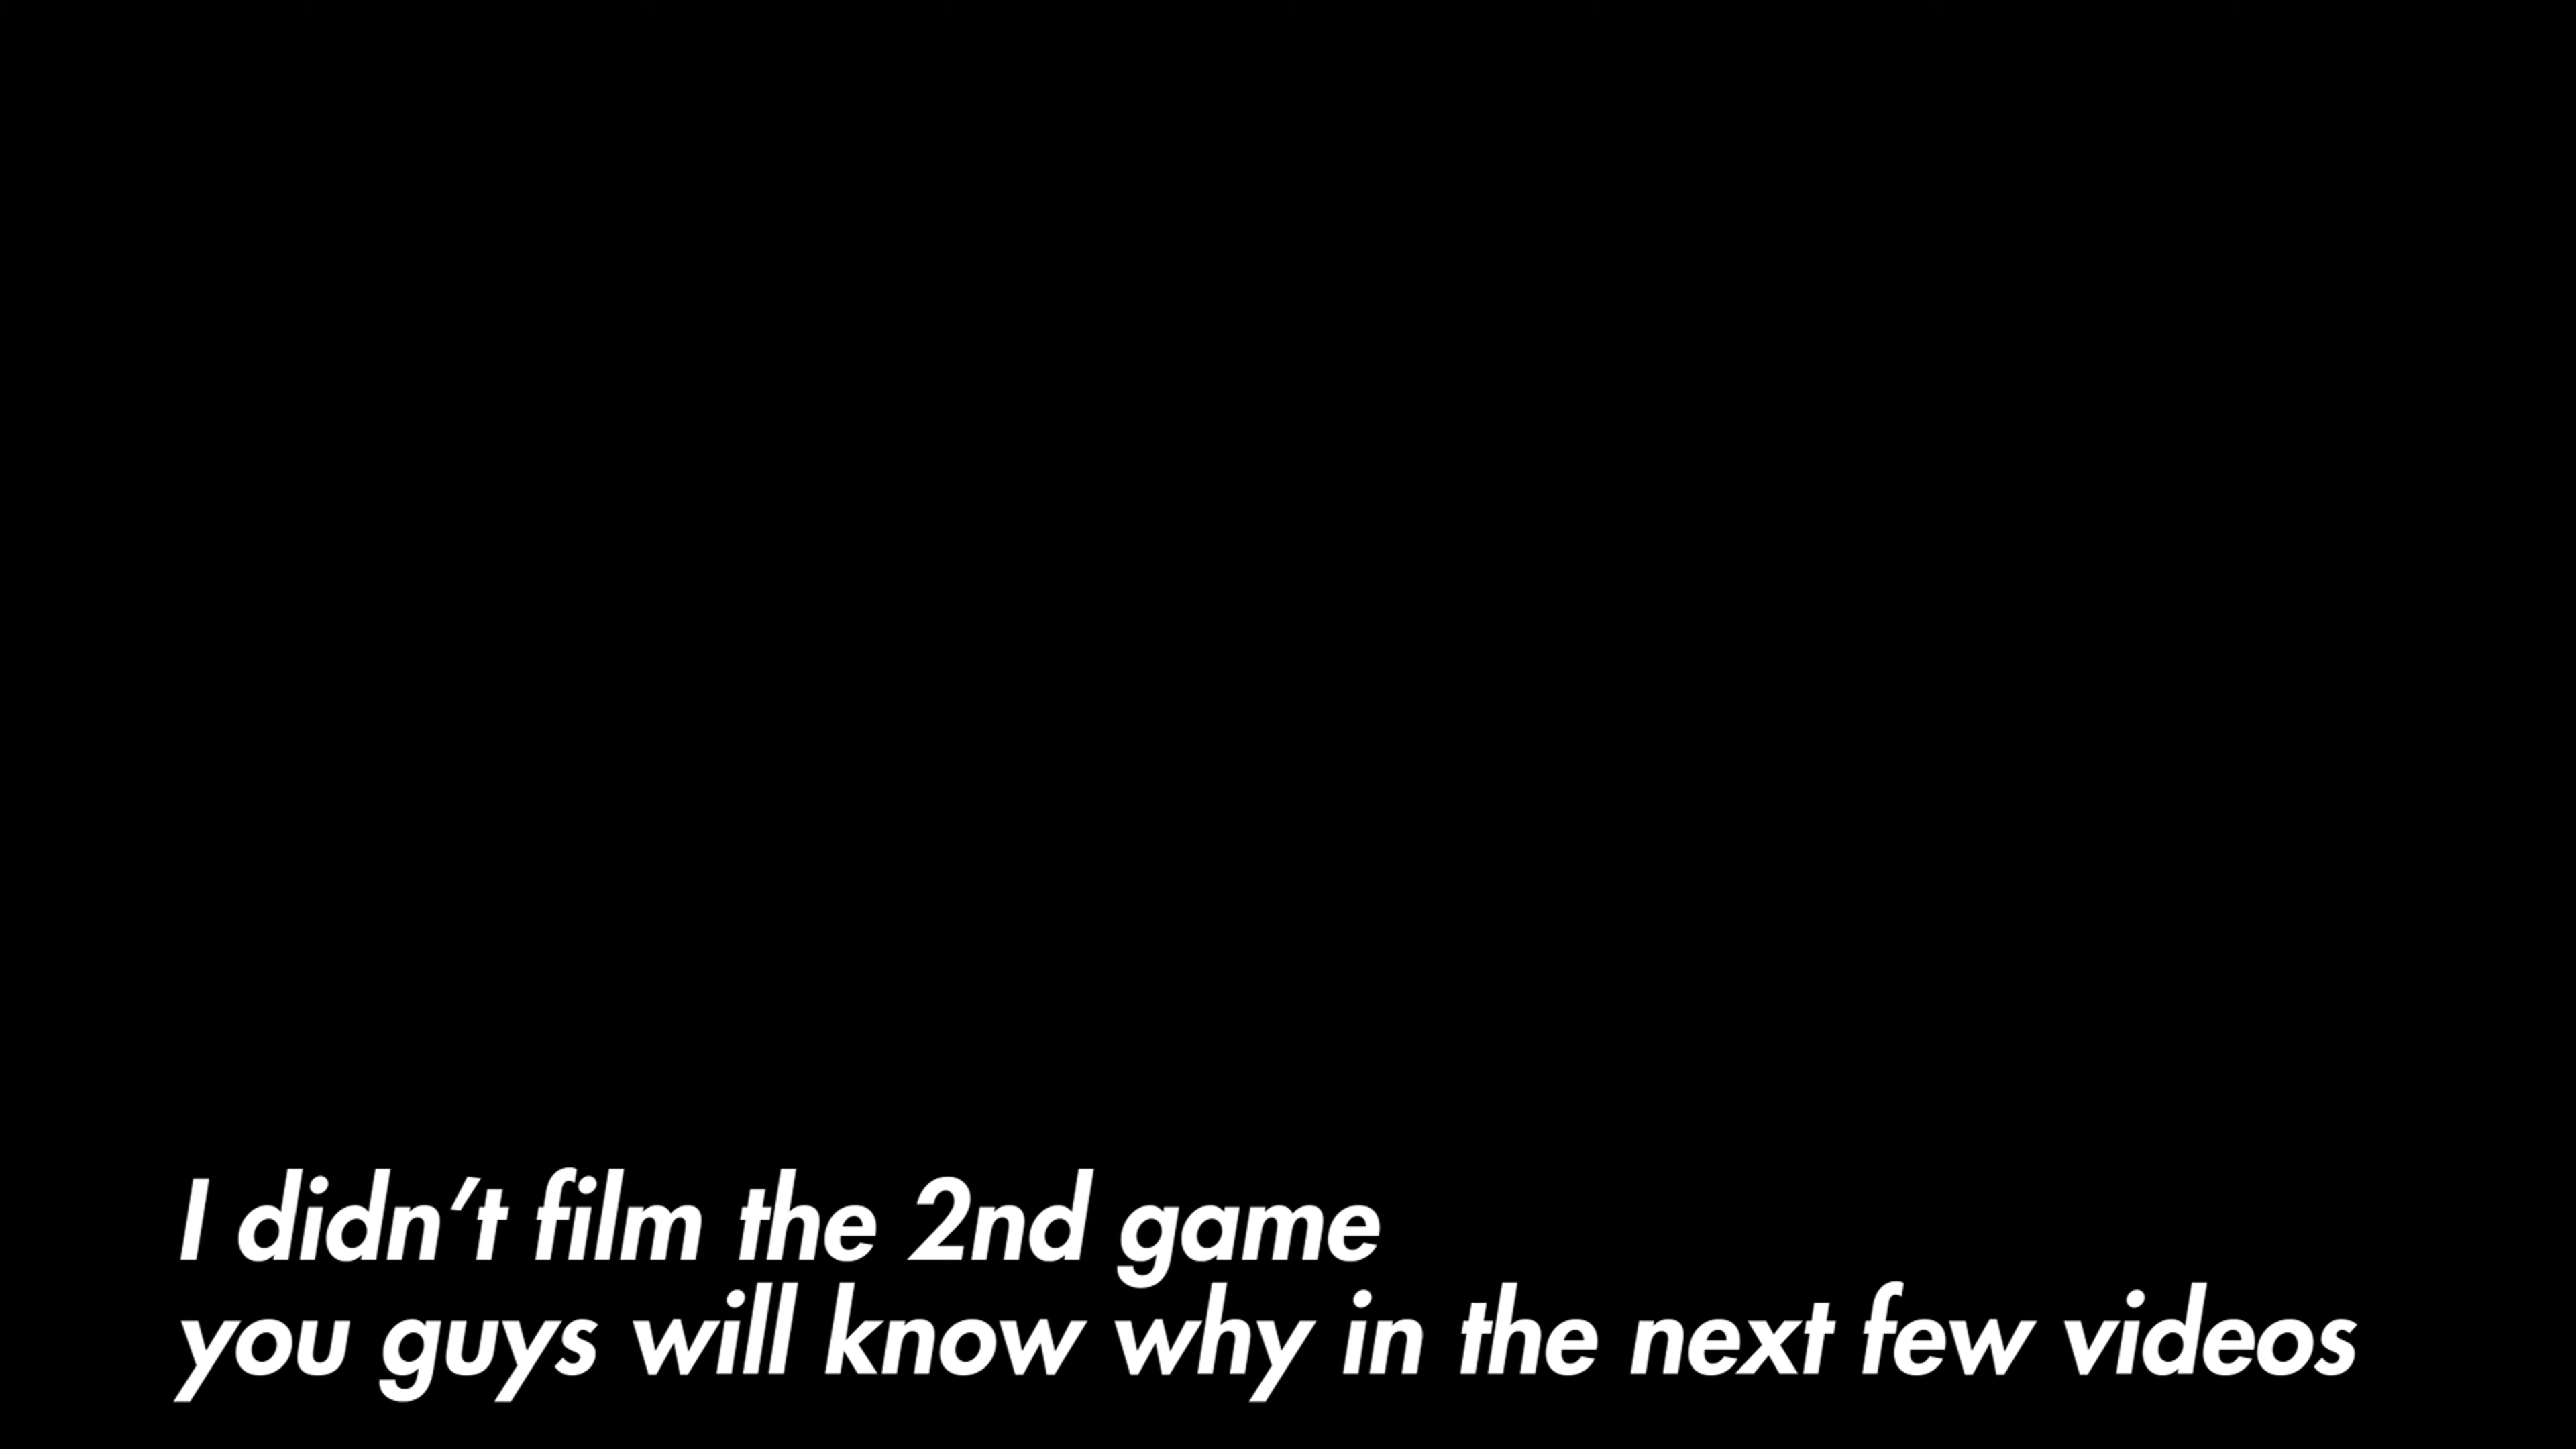 I didn't film the 2nd game
you guys will know why in the next few videos